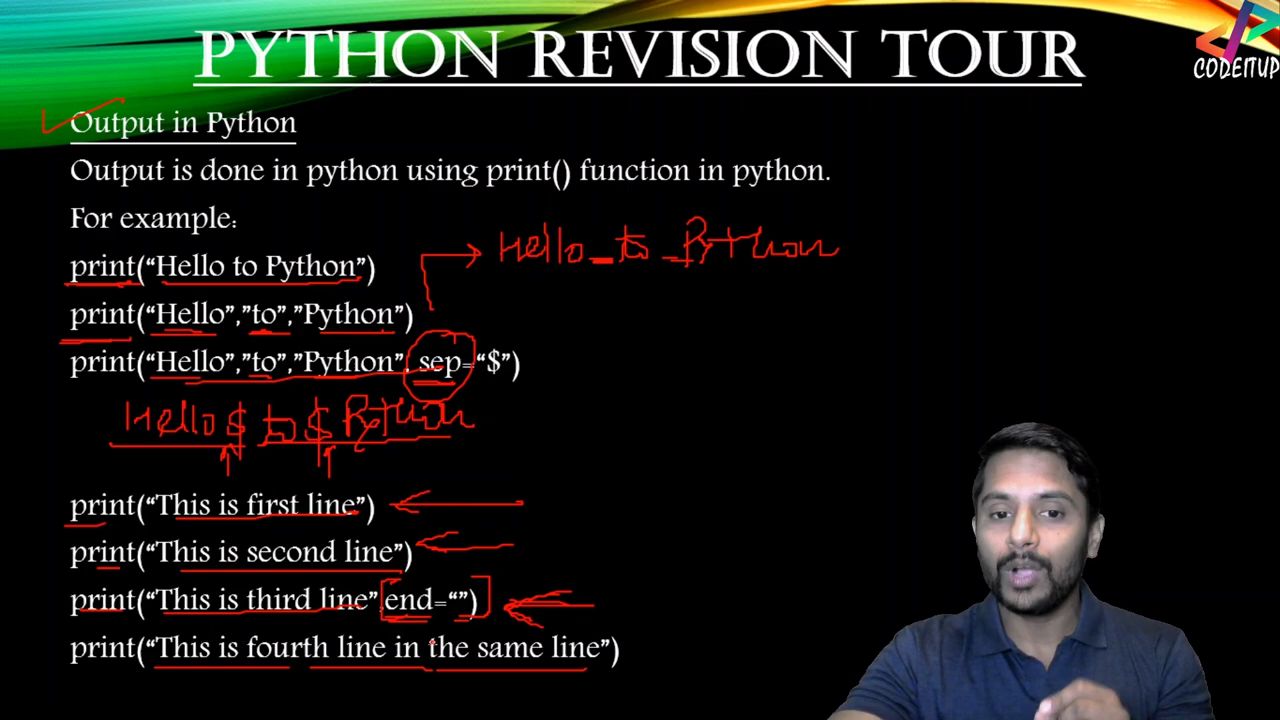 PYTHON REVISION TOUR
CODEITUP
Output in Python
Output is done in python using print() function in python.
For example:
print(“Hello to Python”)
Hello_to_Python
print(“Hello”,”to”,”Python”)
print(“Hello”,”to”,”Python”, sep=“$”)
Hello$to$Python
print(“This is first line”)
print(“This is second line”)
print(“This is third line”,end=“”)
print(“This is fourth line in the same line”)